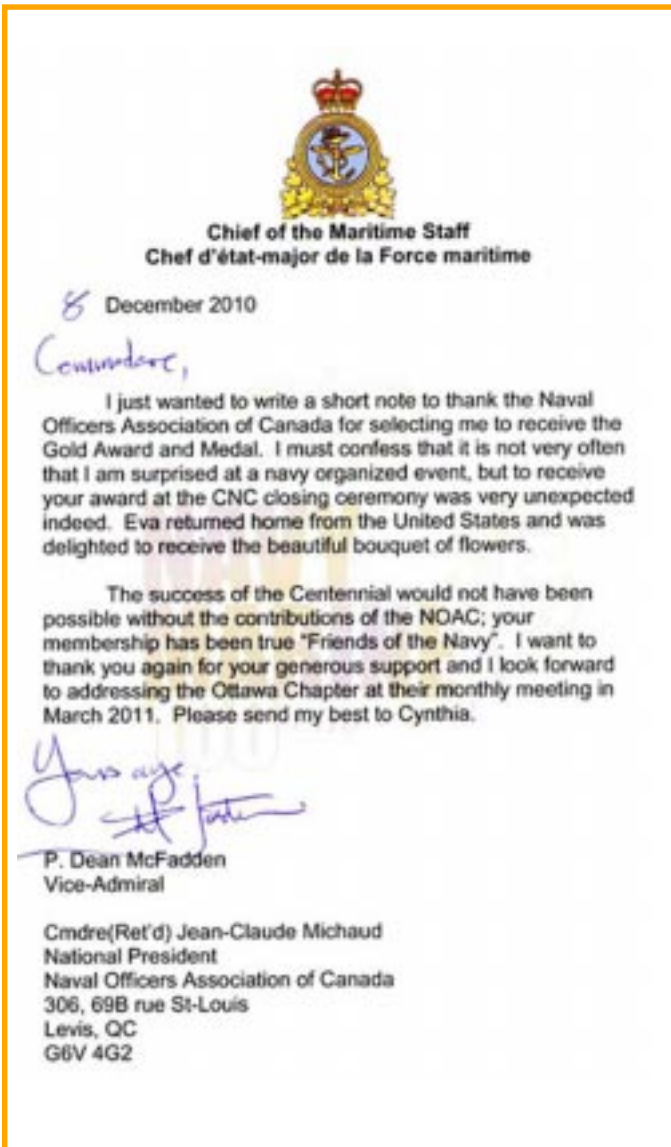 Chief of the Maritime Staff
Chef d'état-major de la Force maritime
8 December 2010
Commodore,
I just wanted to write a short note to thank the Naval
Officers Association of Canada for selecting me to receive the
Gold Award and Medal. I must confess that it is not very often
that I am surprised at a navy organized event, but to receive
your award at the CNC closing ceremony was very unexpected
indeed. Eva returned home from the United States and was
delighted to receive the beautiful bouquet of flowers.
The success of the Centennial would not have been
possible without the contributions of the NOAC; your
membership has been true "Friends of the Navy". I want to
thank you again for your generous support and I look forward
to addressing the Ottawa Chapter at their monthly meeting in
March 2011. Please send my best to Cynthia.
Yours aye,
P. Dean McFadden
Vice-Admiral
Cmdre(Ret'd) Jean-Claude Michaud
National President
Naval Officers Association of Canada
306, 69B rue St-Louis
Levis, QC
G6V 4G2